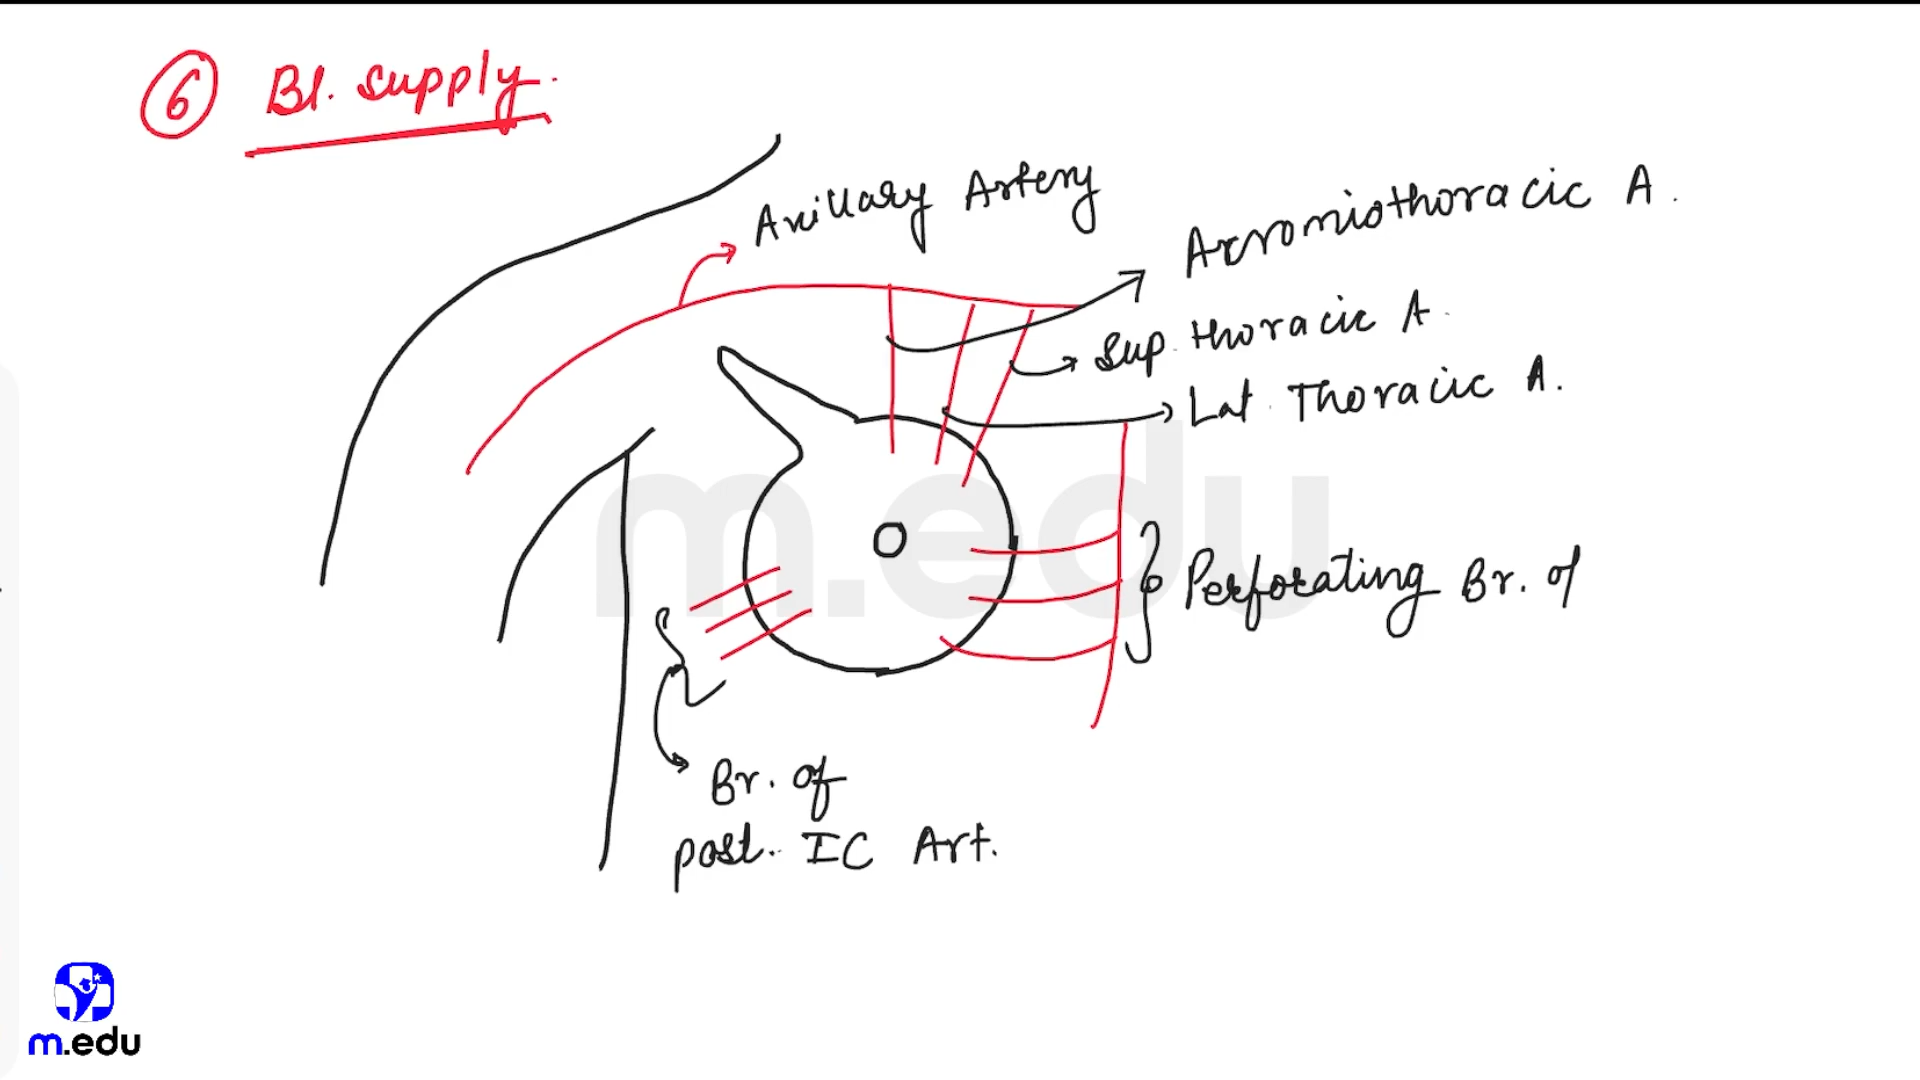 6 Bl. Supply.
Axillary Artery
Acromiothoracic A.
Sup. thoracic A.
Lat. Thoracic A.
m.edu
Perforating Br. of
Br. of
post. IC Art.
m.edu